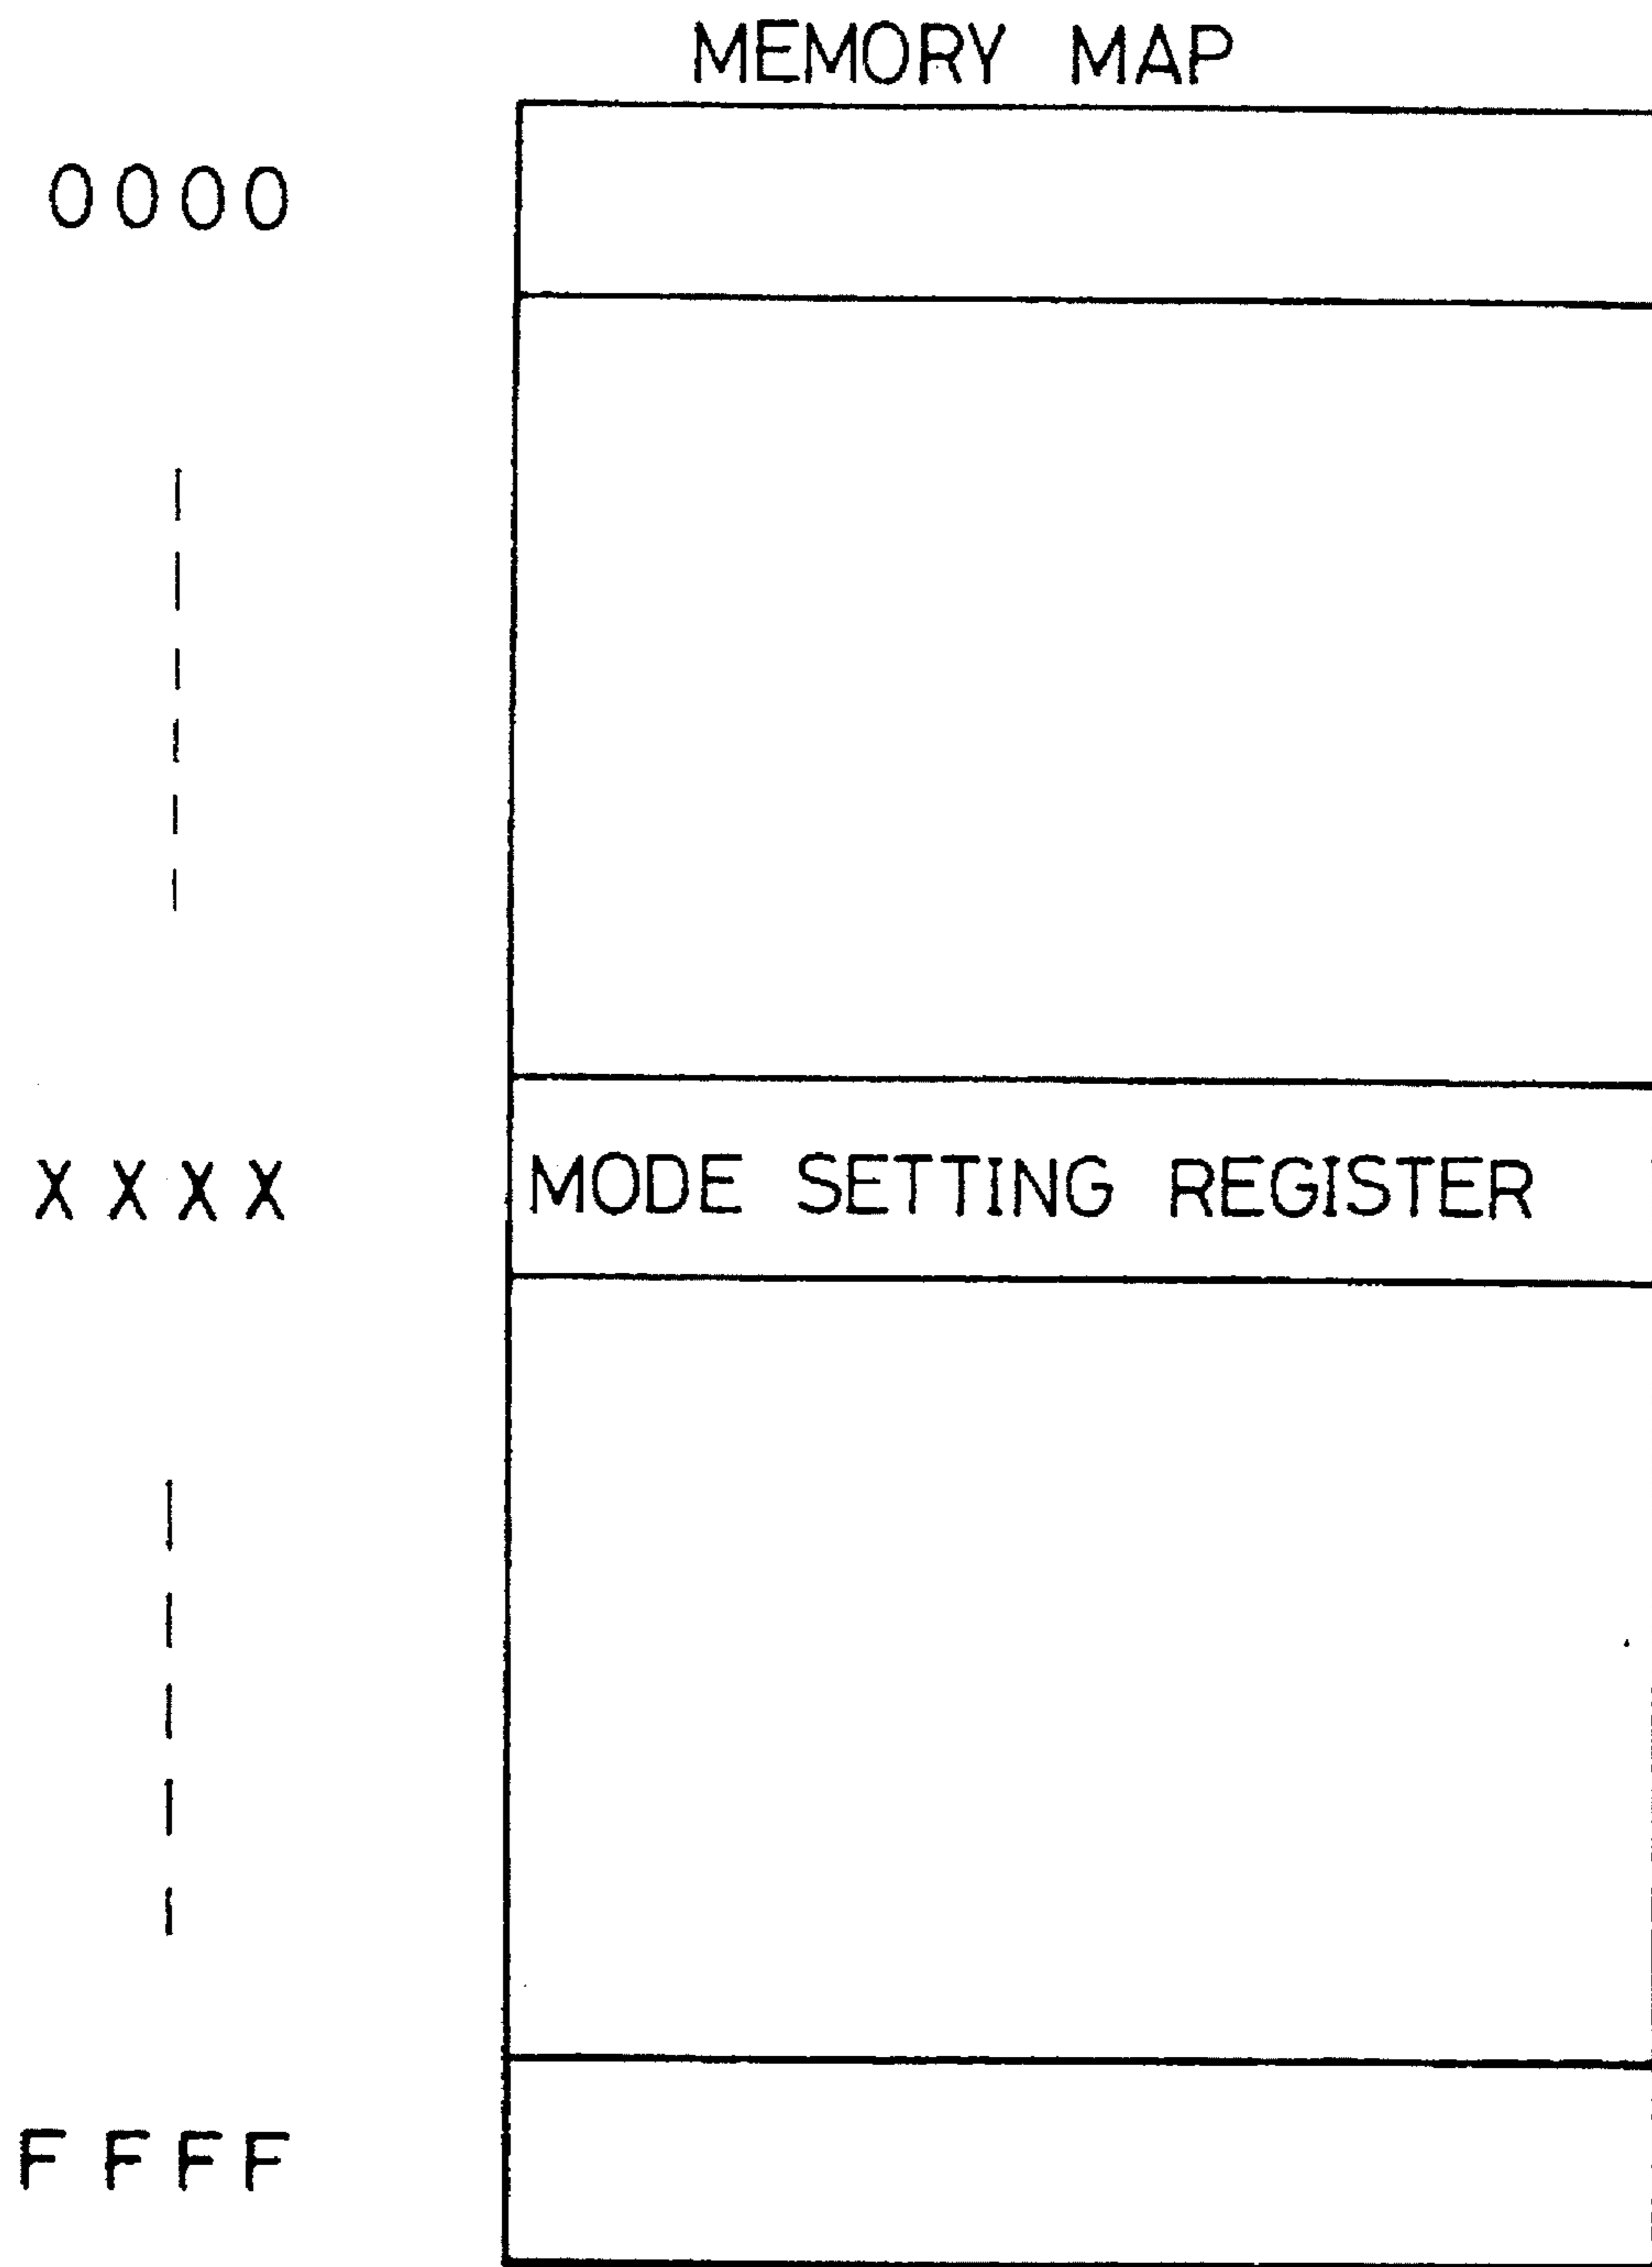 MEMORY MAP
0000
XXXX MODE SETTING REGISTER
FFFF